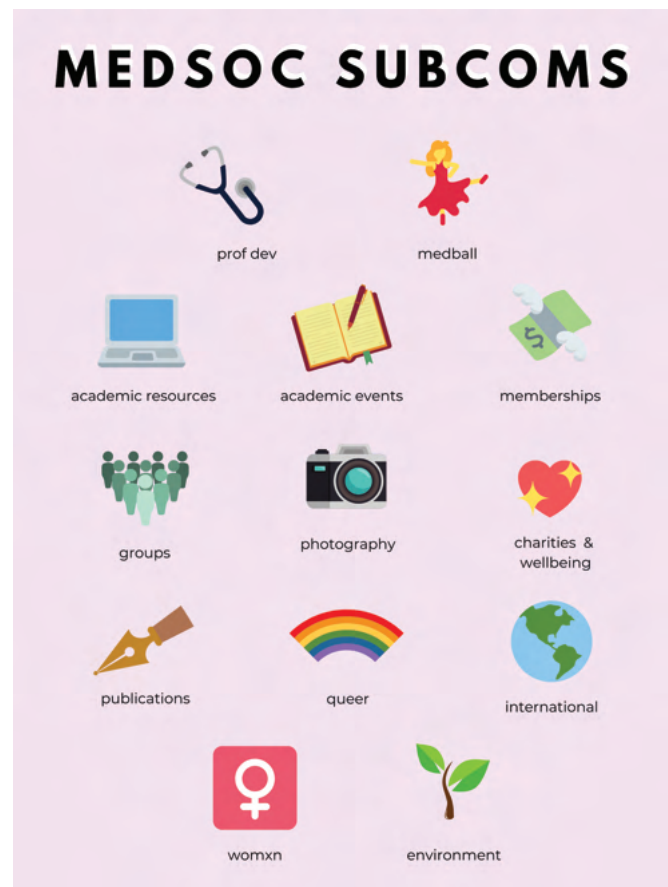 MEDSOC SUBCOMS
prof dev
medball
academic resources
academic events
memberships
groups
photography
charities &
wellbeing
publications
queer
international
womxn
environment